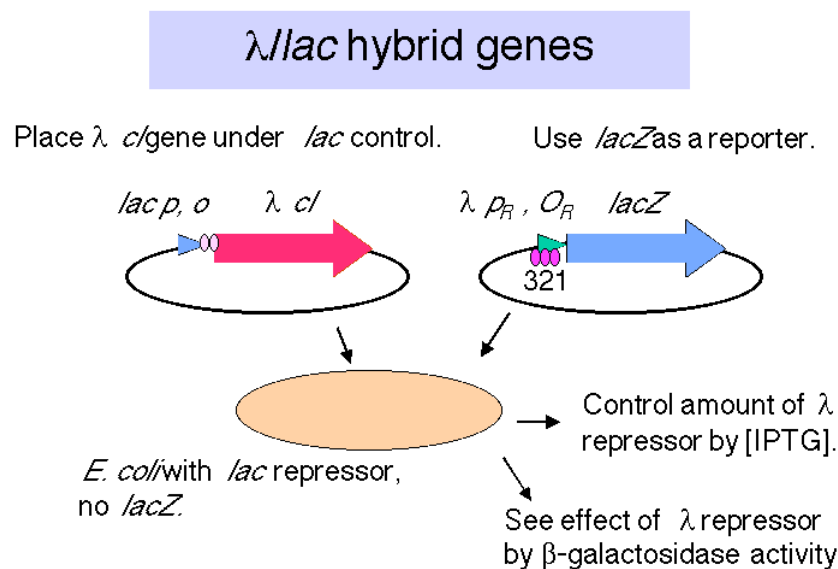 λ/lac hybrid genes
Place λ cI gene under lac control.
Use lacZ as a reporter.
lac p, o
λ cI
λ pR , OR
lacZ
321
E. coli with lac repressor,
no lacZ.
Control amount of λ
repressor by [IPTG].
See effect of λ repressor
by β-galactosidase activity